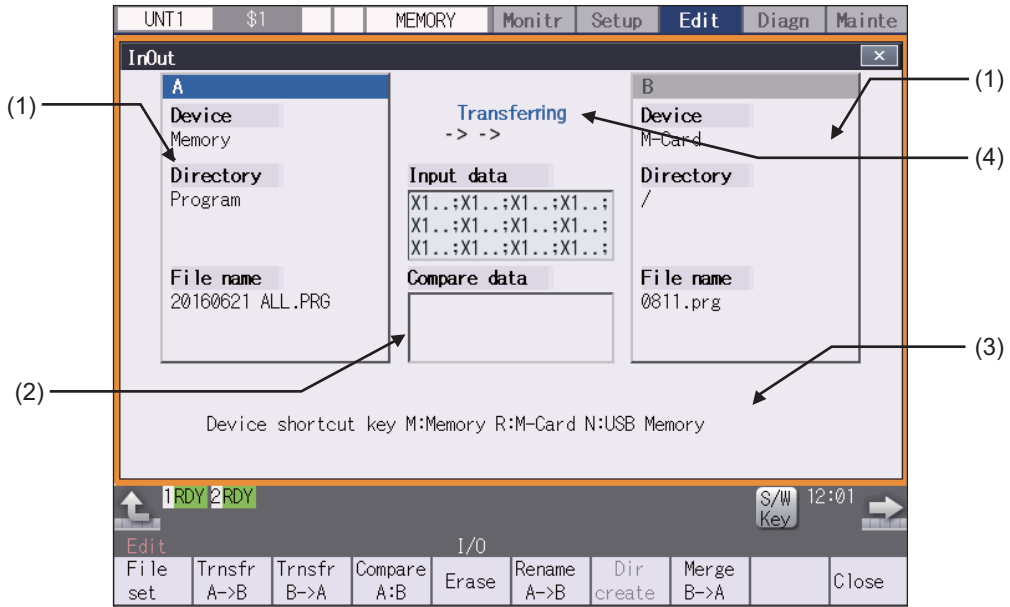 UNT1 $1 MEMORY Monitr Setup Edit Diagn Mainte
InOut
×
A
Device
Memory
Directory
Program
File name
20160621 ALL.PRG
Transferring
-> ->
Input data
X1..;X1..;X1..;X1..;
X1..;X1..;X1..;X1..;
X1..;X1..;X1..;X1..;
Compare data
B
Device
M-Card
Directory
/
File name
0811.prg
(1)
(2)
(1)
(4)
(3)
Device shortcut key M:Memory R:M-Card N:USB Memory
1RDY 2RDY
S/W
Key
12:01
Edit I/O
File
set
Trnsfr
A->B
Trnsfr
B->A
Compare
A:B
Erase
Rename
A->B
Dir
create
Merge
B->A
Close